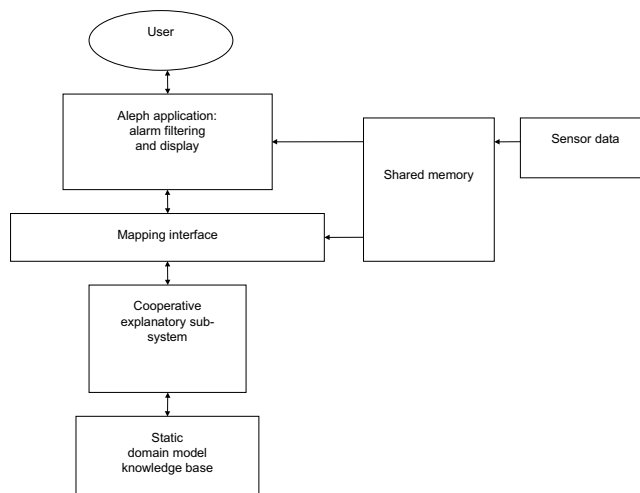 User
Aleph application:
alarm filtering
and display
Sensor data
Shared memory
Mapping interface
Cooperative
explanatory sub-
system
Static
domain model
knowledge base